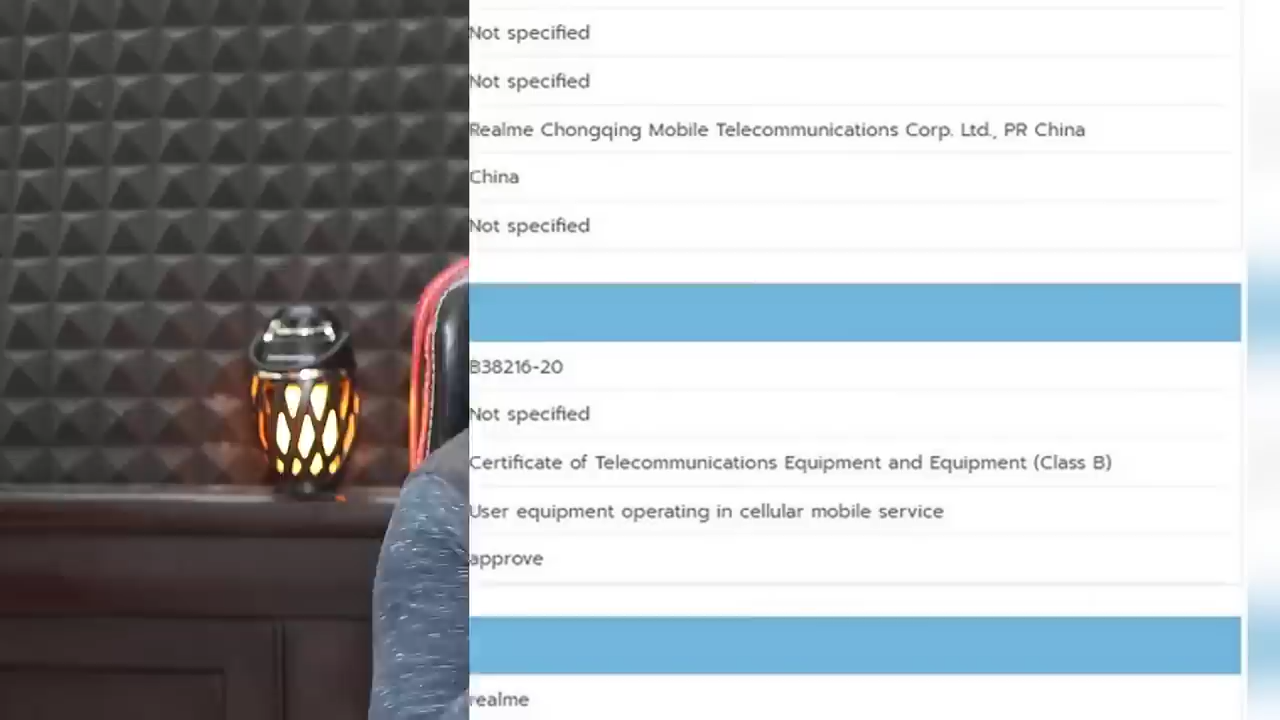 Not specified
Not specified
Realme Chongqing Mobile Telecommunications Corp. Ltd., PR China
China
Not specified
B38216-20
Not specified
Certificate of Telecommunications Equipment and Equipment (Class B)
User equipment operating in cellular mobile service
approve
realme